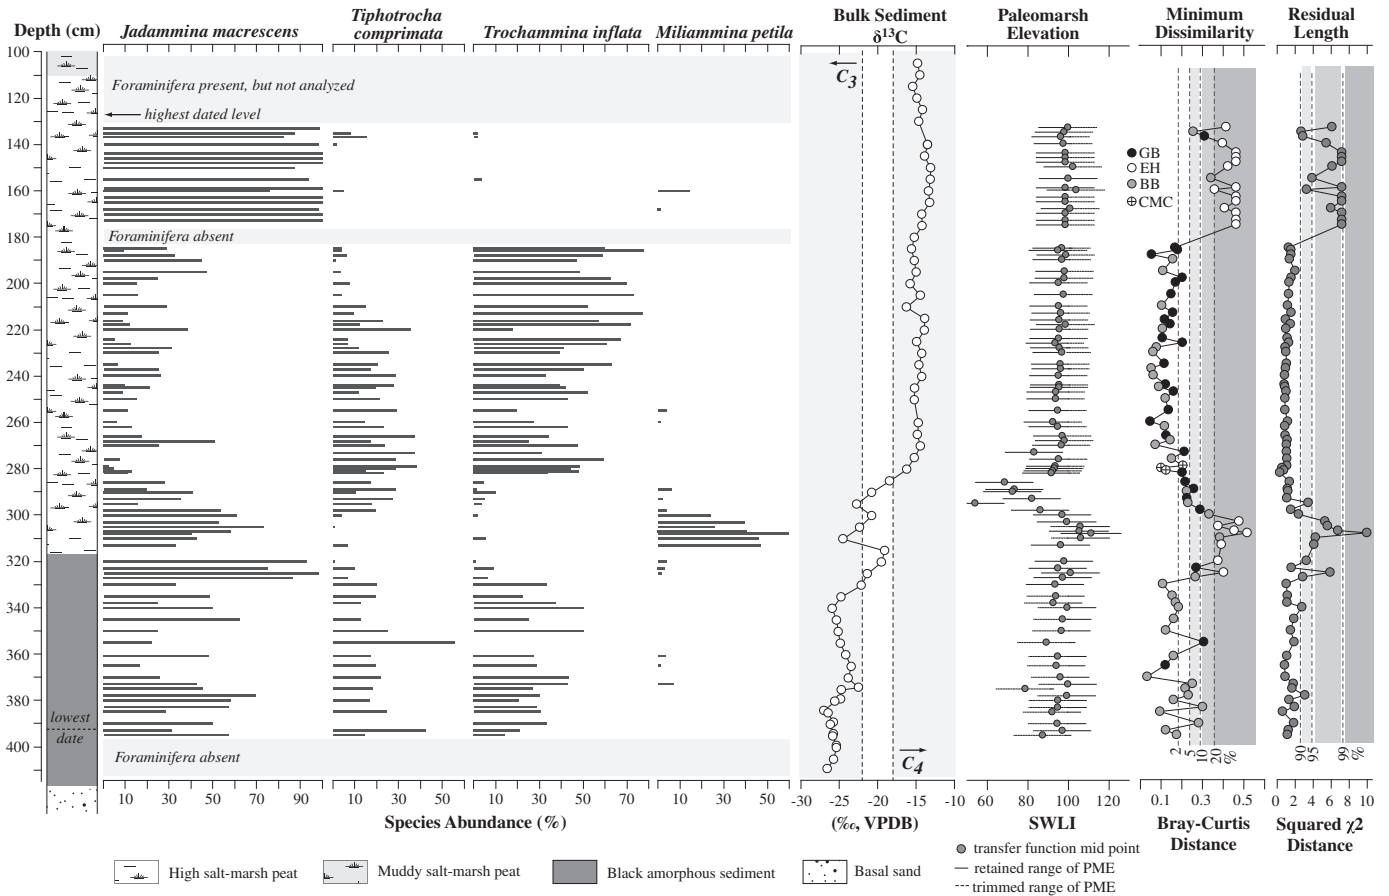 Depth (cm)
Jadammina macrescens
Tiphotrocha
comprimata
Trochammina inflata
Miliammina petila
Bulk Sediment
δ13C
Paleomarsh
Elevation
Minimum
Dissimilarity
Residual
Length
100
120
140
160
180
200
220
240
260
280
300
320
340
360
380
400
Foraminifera present, but not analyzed
highest dated level
Foraminifera absent
Foraminifera absent
lowest
date
C3
C4
GB
EH
BB
CMC
2 5 10 20 %
90 95 99 %
10 30 50 70 90
10 30 50
10 30 50 70
10 30 50
-30 -25 -20 -15 -10
60 80 100 120
0.1 0.3 0.5
0 2 4 6 8 10
Species Abundance (%)
(‰, VPDB)
SWLI
Bray-Curtis
Distance
Squared χ2
Distance
High salt-marsh peat
Muddy salt-marsh peat
Black amorphous sediment
Basal sand
transfer function mid point
retained range of PME
trimmed range of PME